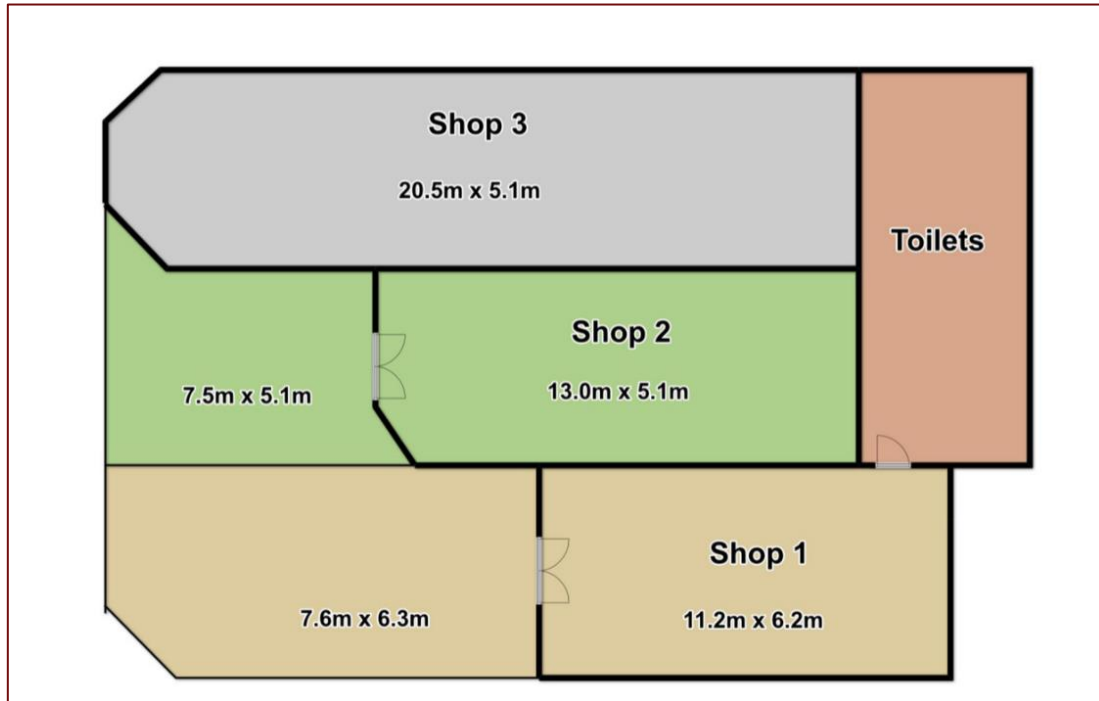 Shop 3
20.5m x 5.1m
Toilets
Shop 2
7.5m x 5.1m
13.0m x 5.1m
Shop 1
7.6m x 6.3m
11.2m x 6.2m